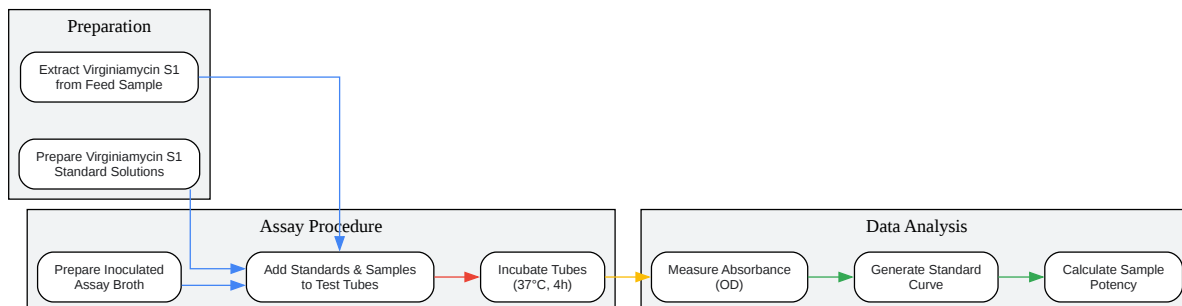 Preparation
Extract Virginiamycin S1
from Feed Sample
Prepare Virginiamycin S1
Standard Solutions
Assay Procedure
Prepare Inoculated
Assay Broth
Add Standards & Samples
to Test Tubes
Incubate Tubes
(37°C, 4h)
Data Analysis
Measure Absorbance
(OD)
Generate Standard
Curve
Calculate Sample
Potency